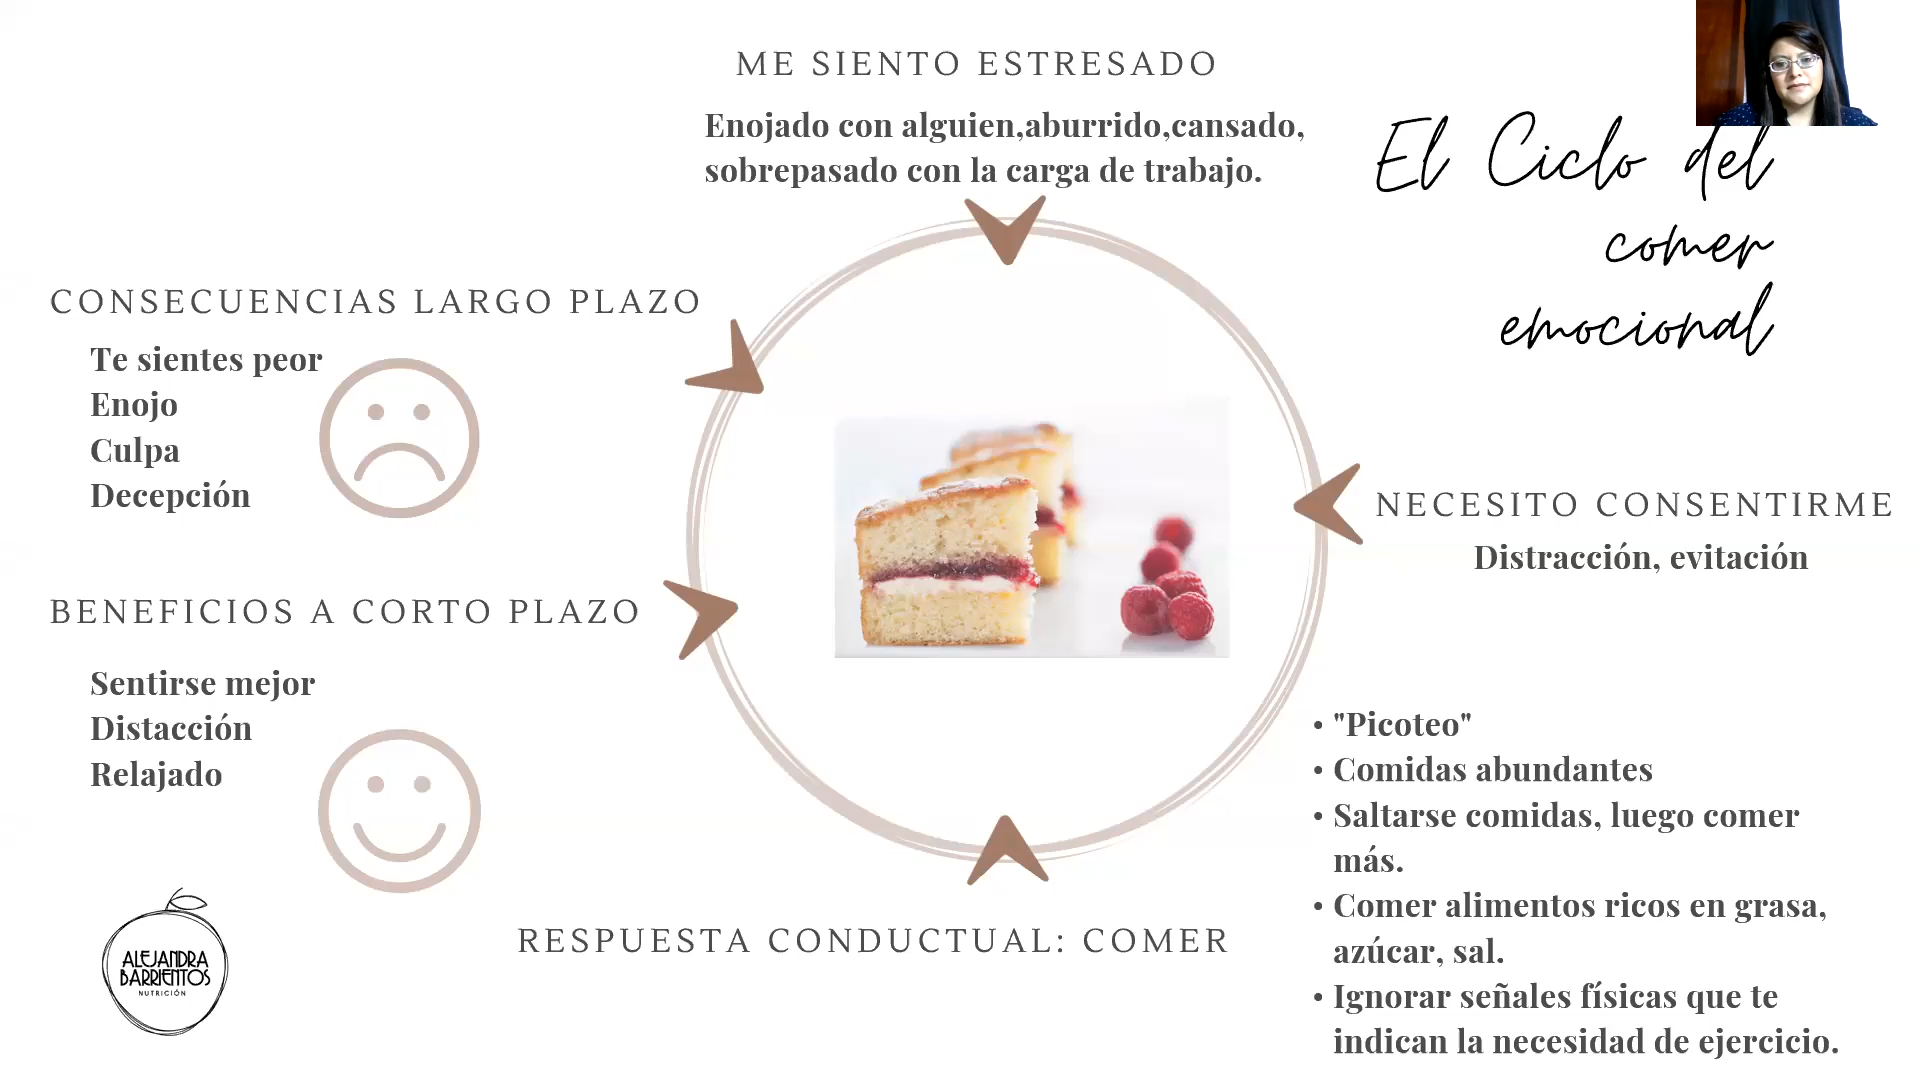 ME SIENTO ESTRESADO
Enojado con alguien,aburrido,cansado,
sobrepasado con la carga de trabajo.
El Ciclo del
comer
emocional
CONSECUENCIAS LARGO PLAZO
Te sientes peor
Enojo
Culpa
Decepción
NECESITO CONSENTIRME
Distracción, evitación
BENEFICIOS A CORTO PLAZO
Sentirse mejor
Distacción
Relajado
• "Picoteo"
• Comidas abundantes
• Saltarse comidas, luego comer
más.
• Comer alimentos ricos en grasa,
azúcar, sal.
• Ignorar señales físicas que te
indican la necesidad de ejercicio.
RESPUESTA CONDUCTUAL: COMER
ALEJANDRA
BARRIENTOS
NUTRICIÓN